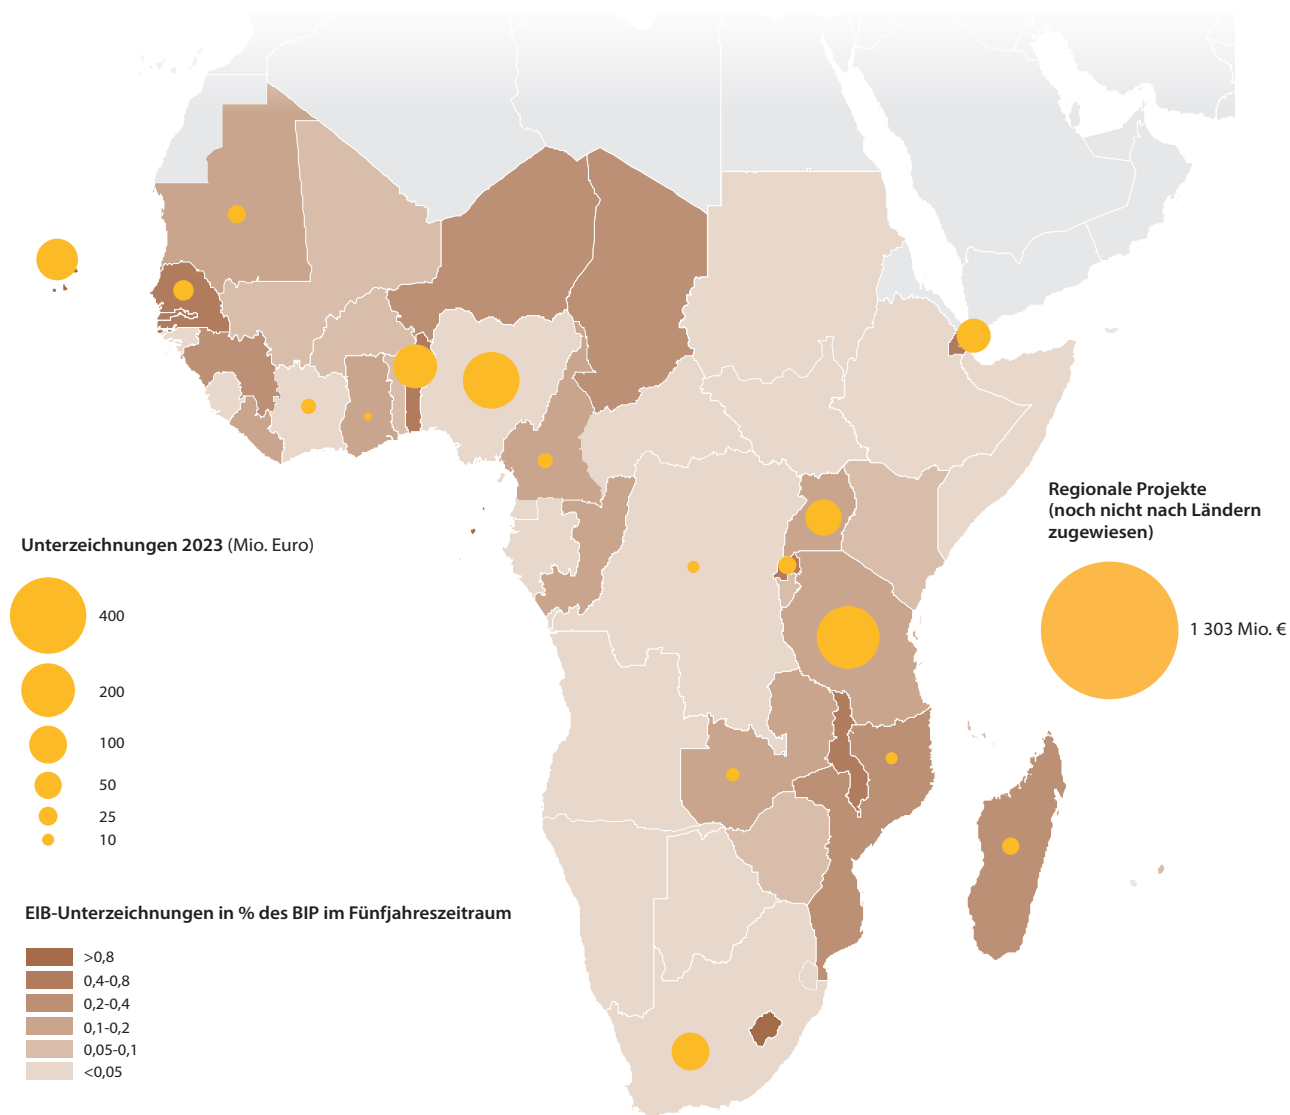 Regionale Projekte
(noch nicht nach Ländern
zugewiesen)
1 303 Mio. €
Unterzeichnungen 2023 (Mio. Euro)
400
200
100
50
25
10
EIB-Unterzeichnungen in % des BIP im Fünfjahreszeitraum
>0,8
0,4-0,8
0,2-0,4
0,1-0,2
0,05-0,1
<0,05